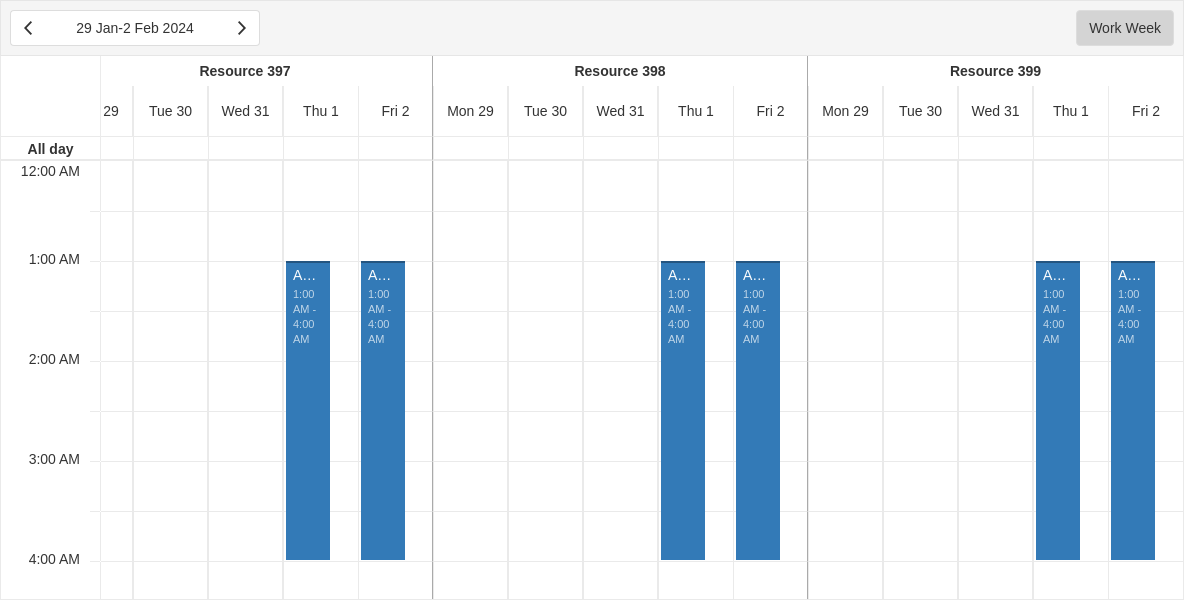 29 Jan-2 Feb 2024
Work Week
Resource 397
Resource 398
Resource 399
29 Tue 30 Wed 31 Thu 1 Fri 2 Mon 29 Tue 30 Wed 31 Thu 1 Fri 2 Mon 29 Tue 30 Wed 31 Thu 1 Fri 2
All day
12:00 AM
1:00 AM
2:00 AM
3:00 AM
4:00 AM
A...
1:00
AM -
4:00
AM
A...
1:00
AM -
4:00
AM
A...
1:00
AM -
4:00
AM
A...
1:00
AM -
4:00
AM
A...
1:00
AM -
4:00
AM
A...
1:00
AM -
4:00
AM